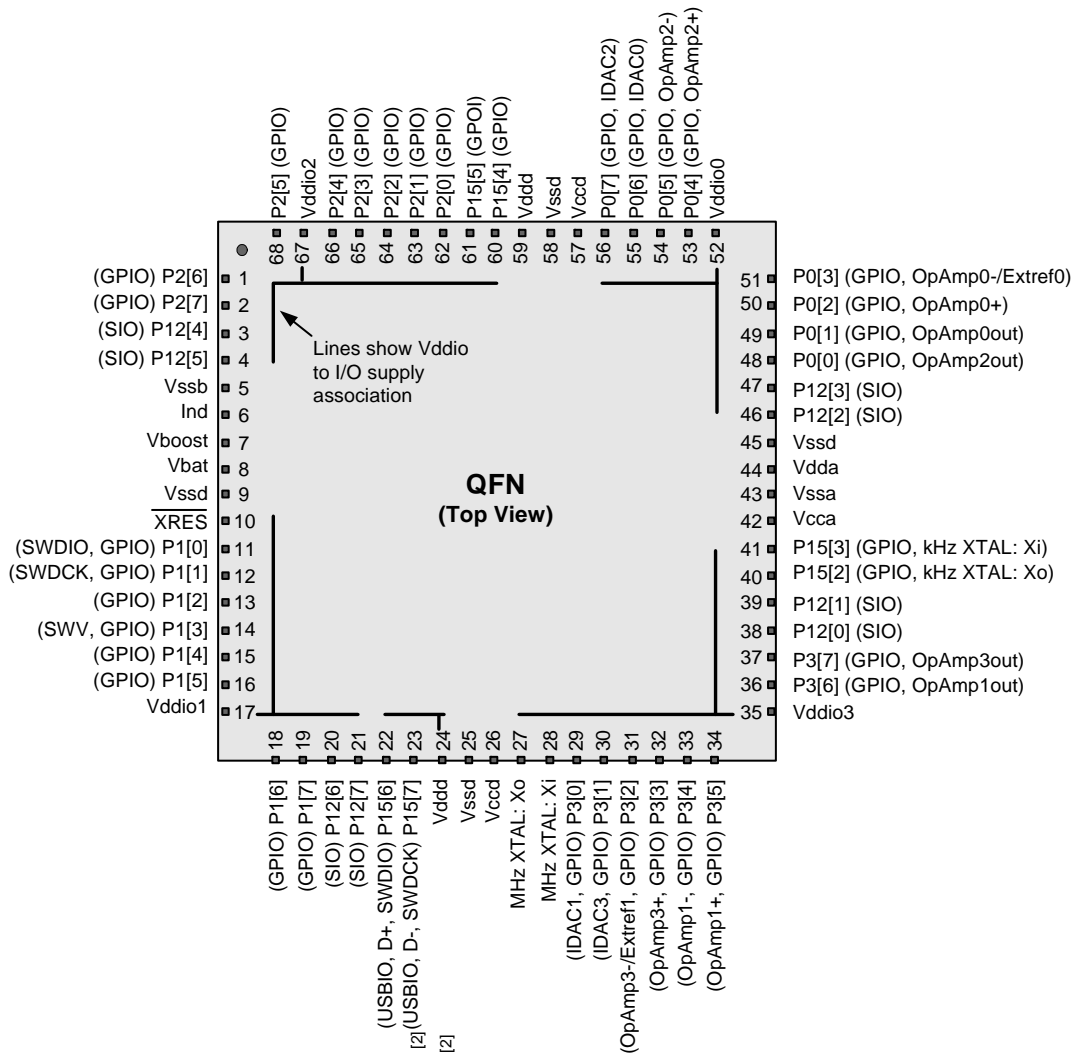 P2[5] (GPIO)
Vddio2
P2[4] (GPIO)
P2[3] (GPIO)
P2[2] (GPIO)
P2[1] (GPIO)
P2[0] (GPIO)
P15[5] (GPOI)
P15[4] (GPIO)
Vddd
Vssd
Vccd
P0[7] (GPIO, IDAC2)
P0[6] (GPIO, IDAC0)
P0[5] (GPIO, OpAmp2-)
P0[4] (GPIO, OpAmp2+)
Vddio0
68
67
66
65
64
63
62
61
60
59
58
57
56
55
54
53
52
(GPIO) P2[6] 1
(GPIO) P2[7] 2
(SIO) P12[4] 3
(SIO) P12[5] 4
Vssb 5
Ind 6
Vboost 7
Vbat 8
Vssd 9
XRES 10
(SWDIO, GPIO) P1[0] 11
(SWDCK, GPIO) P1[1] 12
(GPIO) P1[2] 13
(SWV, GPIO) P1[3] 14
(GPIO) P1[4] 15
(GPIO) P1[5] 16
Vddio1 17
Lines show Vddio
to I/O supply
association
QFN
(Top View)
51 P0[3] (GPIO, OpAmp0-/Extref0)
50 P0[2] (GPIO, OpAmp0+)
49 P0[1] (GPIO, OpAmp0out)
48 P0[0] (GPIO, OpAmp2out)
47 P12[3] (SIO)
46 P12[2] (SIO)
45 Vssd
44 Vdda
43 Vssa
42 Vcca
41 P15[3] (GPIO, kHz XTAL: Xi)
40 P15[2] (GPIO, kHz XTAL: Xo)
39 P12[1] (SIO)
38 P12[0] (SIO)
37 P3[7] (GPIO, OpAmp3out)
36 P3[6] (GPIO, OpAmp1out)
35 Vddio3
18
19
20
21
22
23
24
25
26
27
28
29
30
31
32
33
34
(GPIO) P1[6]
(GPIO) P1[7]
(SIO) P12[6]
(SIO) P12[7]
(USBIO, D+, SWDIO) P15[6]
[2] (USBIO, D-, SWDCK) P15[7]
[2]
Vddd
Vssd
Vccd
MHz XTAL: Xo
MHz XTAL: Xi
(IDAC1, GPIO) P3[0]
(IDAC3, GPIO) P3[1]
(OpAmp3-/Extref1, GPIO) P3[2]
(OpAmp3+, GPIO) P3[3]
(OpAmp1-, GPIO) P3[4]
(OpAmp1+, GPIO) P3[5]